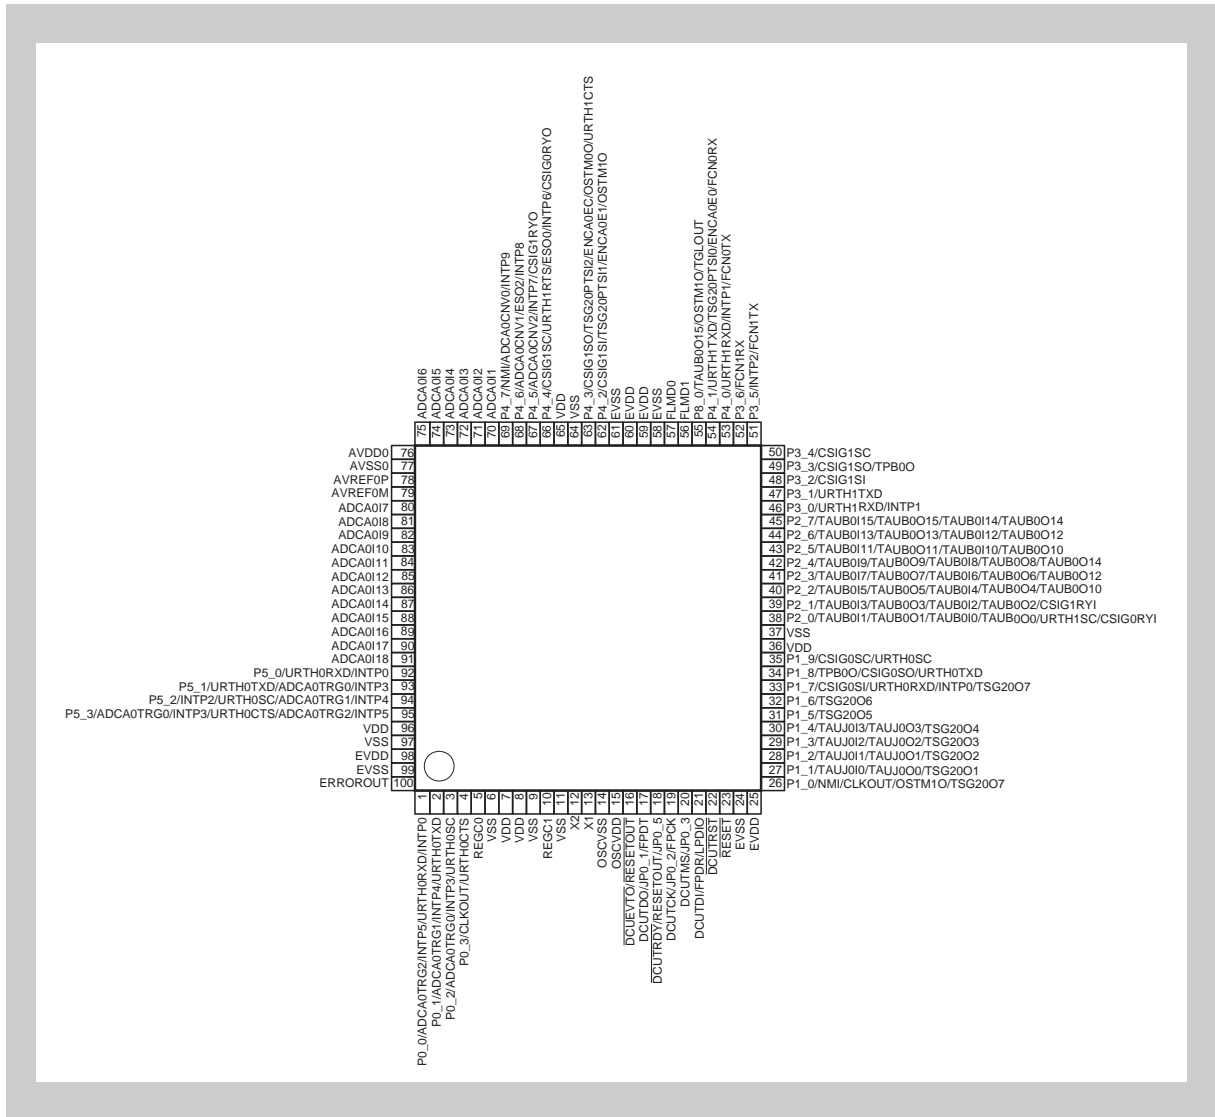 75 ADCA0I6
74 ADCA0I5
73 ADCA0I4
72 ADCA0I3
71 ADCA0I2
70 ADCA0I1
69 P4_7/NMI/ADCA0CNV0/INTP9
68 P4_6/ADCA0CNV1/ESO2/INTP8
67 P4_5/ADCA0CNV2/INTP7/CSIG1RYO
66 P4_4/CSIG1SC/URTH1RTS/ESO0/INTP6/CSIG0RYO
65 VDD
64 VSS
63 P4_3/CSIG1SO/TSG20PTSI2/ENCA0EC/OSTM0O/URTH1CTS
62 P4_2/CSIG1SI/TSG20PTSI1/ENCA0E1/OSTM1O
61 EVSS
60 EVDD
59 EVDD
58 EVSS
57 FLMD0
56 FLMD1
55 P8_0/TAUB0O15/OSTM1O/TGLOUT
54 P4_1/URTH1TXD/TSG20PTSI0/ENCA0E0/FCN0RX
53 P4_0/URTH1RXD/INTP1/FCN0TX
52 P3_6/FCN1RX
51 P3_5/INTP2/FCN1TX
AVDD0 76
AVSS0 77
AVREF0P 78
AVREF0M 79
ADCA0I7 80
ADCA0I8 81
ADCA0I9 82
ADCA0I10 83
ADCA0I11 84
ADCA0I12 85
ADCA0I13 86
ADCA0I14 87
ADCA0I15 88
ADCA0I16 89
ADCA0I17 90
ADCA0I18 91
P5_0/URTH0RXD/INTP0 92
P5_1/URTH0TXD/ADCA0TRG0/INTP3 93
P5_2/INTP2/URTH0SC/ADCA0TRG1/INTP4 94
P5_3/ADCA0TRG0/INTP3/URTH0CTS/ADCA0TRG2/INTP5 95
VDD 96
VSS 97
EVDD 98
EVSS 99
ERROROUT 100
50 P3_4/CSIG1SC
49 P3_3/CSIG1SO/TPB0O
48 P3_2/CSIG1SI
47 P3_1/URTH1TXD
46 P3_0/URTH1RXD/INTP1
45 P2_7/TAUB0I15/TAUB0O15/TAUB0I14/TAUB0O14
44 P2_6/TAUB0I13/TAUB0O13/TAUB0I12/TAUB0O12
43 P2_5/TAUB0I11/TAUB0O11/TAUB0I10/TAUB0O10
42 P2_4/TAUB0I9/TAUB0O9/TAUB0I8/TAUB0O8/TAUB0O14
41 P2_3/TAUB0I7/TAUB0O7/TAUB0I6/TAUB0O6/TAUB0O12
40 P2_2/TAUB0I5/TAUB0O5/TAUB0I4/TAUB0O4/TAUB0O10
39 P2_1/TAUB0I3/TAUB0O3/TAUB0I2/TAUB0O2/CSIG1RYI
38 P2_0/TAUB0I1/TAUB0O1/TAUB0I0/TAUB0O0/URTH1SC/CSIG0RYI
37 VSS
36 VDD
35 P1_9/CSIG0SC/URTH0SC
34 P1_8/TPB0O/CSIG0SO/URTH0TXD
33 P1_7/CSIG0SI/URTH0RXD/INTP0/TSG20O7
32 P1_6/TSG20O6
31 P1_5/TSG20O5
30 P1_4/TAUJ0I3/TAUJ0O3/TSG20O4
29 P1_3/TAUJ0I2/TAUJ0O2/TSG20O3
28 P1_2/TAUJ0I1/TAUJ0O1/TSG20O2
27 P1_1/TAUJ0I0/TAUJ0O0/TSG20O1
26 P1_0/NMI/CLKOUT/OSTM1O/TSG20O7
P0_0/ADCA0TRG2/INTP5/URTH0RXD/INTP0 1
P0_1/ADCA0TRG1/INTP4/URTH0TXD 2
P0_2/ADCA0TRG0/INTP3/URTH0SC 3
P0_3/CLKOUT/URTH0CTS 4
REGC0 5
VSS 6
VDD 7
VDD 8
VSS 9
REGC1 10
VSS 11
X2 12
X1 13
OSCVSS 14
OSCVDD 15
DCUEVTO/RESETOUT 16
DCUTDO/JP0_1/FPDT 17
DCUTRDY/RESETOUT/JP0_5 18
DCUTCK/JP0_2/FPCK 19
DCUTMS/JP0_3 20
DCUTDI/FPDR/LPDIO 21
DCUTRST 22
RESET 23
EVSS 24
EVDD 25